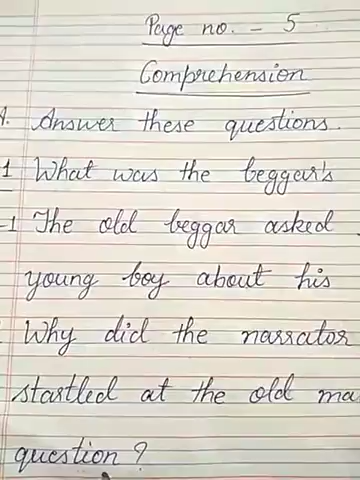 Page no. - 5
Comprehension
A. Answer these questions.
1 What was the beggar's
-1 The old beggar asked
young boy about his
Why did the narrator
startled at the old ma
question?